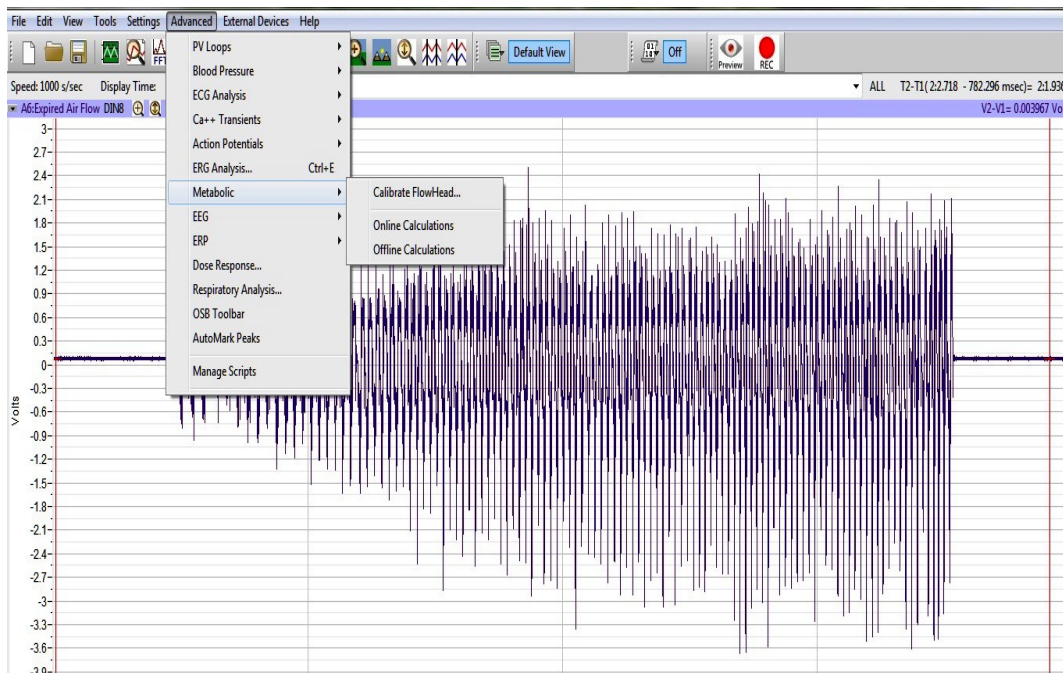 File Edit View Tools Settings Advanced External Devices Help
FFT Default View Off Preview REC
Speed: 1000 s/sec Display Time: ALL T2-T1( 2:2.718 - 782.296 msec)= 2:1.936
A6:Expired Air Flow DIN8 V2-V1= 0.003967 Vo
PV Loops
Blood Pressure
ECG Analysis
Ca++ Transients
Action Potentials
ERG Analysis... Ctrl+E
Metabolic
EEG
ERP
Dose Response...
Respiratory Analysis...
OSB Toolbar
AutoMark Peaks
Manage Scripts
Calibrate FlowHead...
Online Calculations
Offline Calculations
Volts
3
2.7
2.4
2.1
1.8
1.5
1.2
0.9
0.6
0.3
0
-0.3
-0.6
-0.9
-1.2
-1.5
-1.8
-2.1
-2.4
-2.7
-3
-3.3
-3.6
-3.9